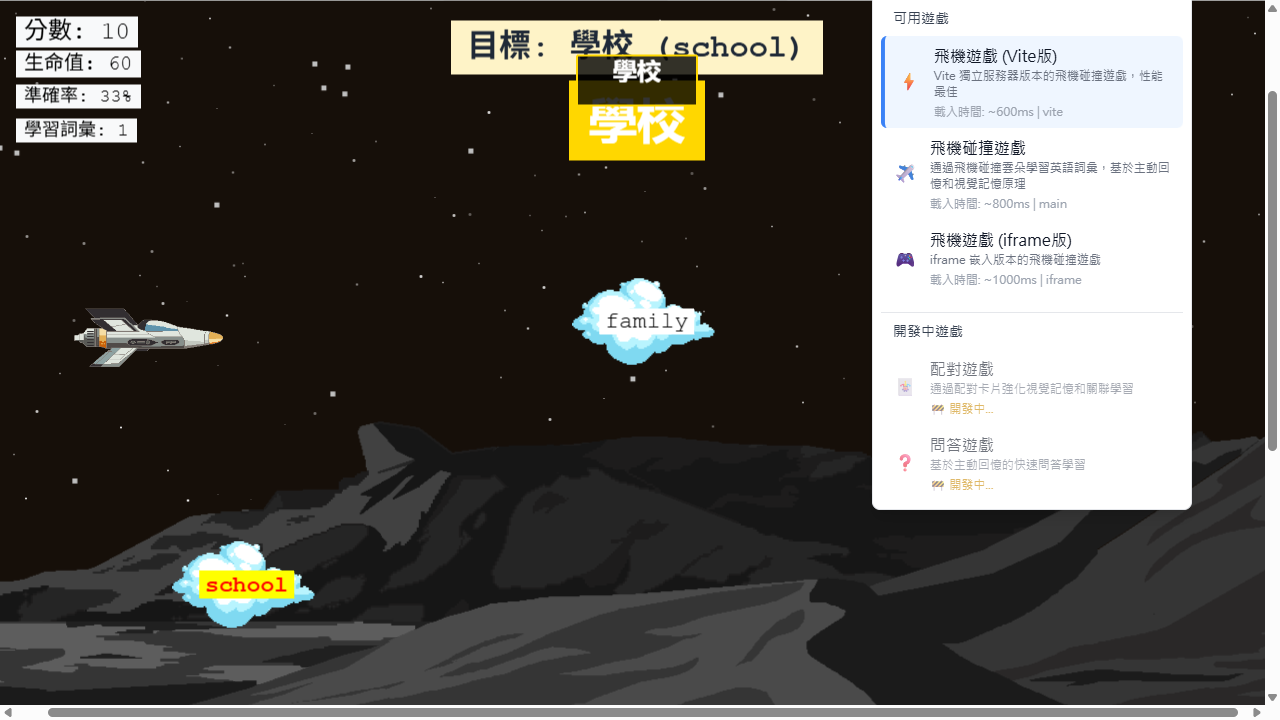 分數: 10
生命值: 60
準確率: 33%
學習詞彙: 1
目標: 學校 (school)
學校
學校
family
school
可用遊戲
飛機遊戲 (Vite版)
Vite 獨立服務器版本的飛機碰撞遊戲，性能
最佳
載入時間: ~600ms | vite
飛機碰撞遊戲
通過飛機碰撞雲朵學習英語詞彙，基於主動回
憶和視覺記憶原理
載入時間: ~800ms | main
飛機遊戲 (iframe版)
iframe 嵌入版本的飛機碰撞遊戲
載入時間: ~1000ms | iframe
開發中遊戲
配對遊戲
通過配對卡片強化視覺記憶和關聯學習
開發中...
問答遊戲
基於主動回憶的快速問答學習
開發中...